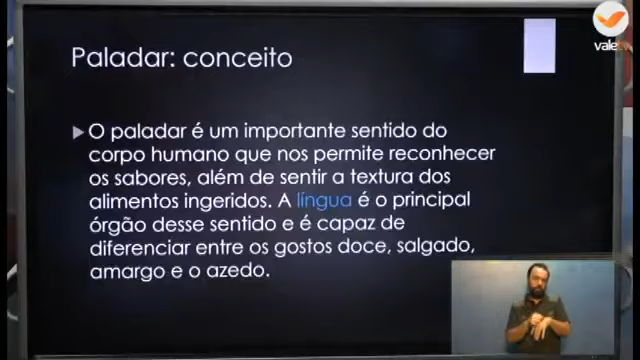 Paladar: conceito
O paladar é um importante sentido do
corpo humano que nos permite reconhecer
os sabores, além de sentir a textura dos
alimentos ingeridos. A língua é o principal
órgão desse sentido e é capaz de
diferenciar entre os gostos doce, salgado,
amargo e o azedo.
vale